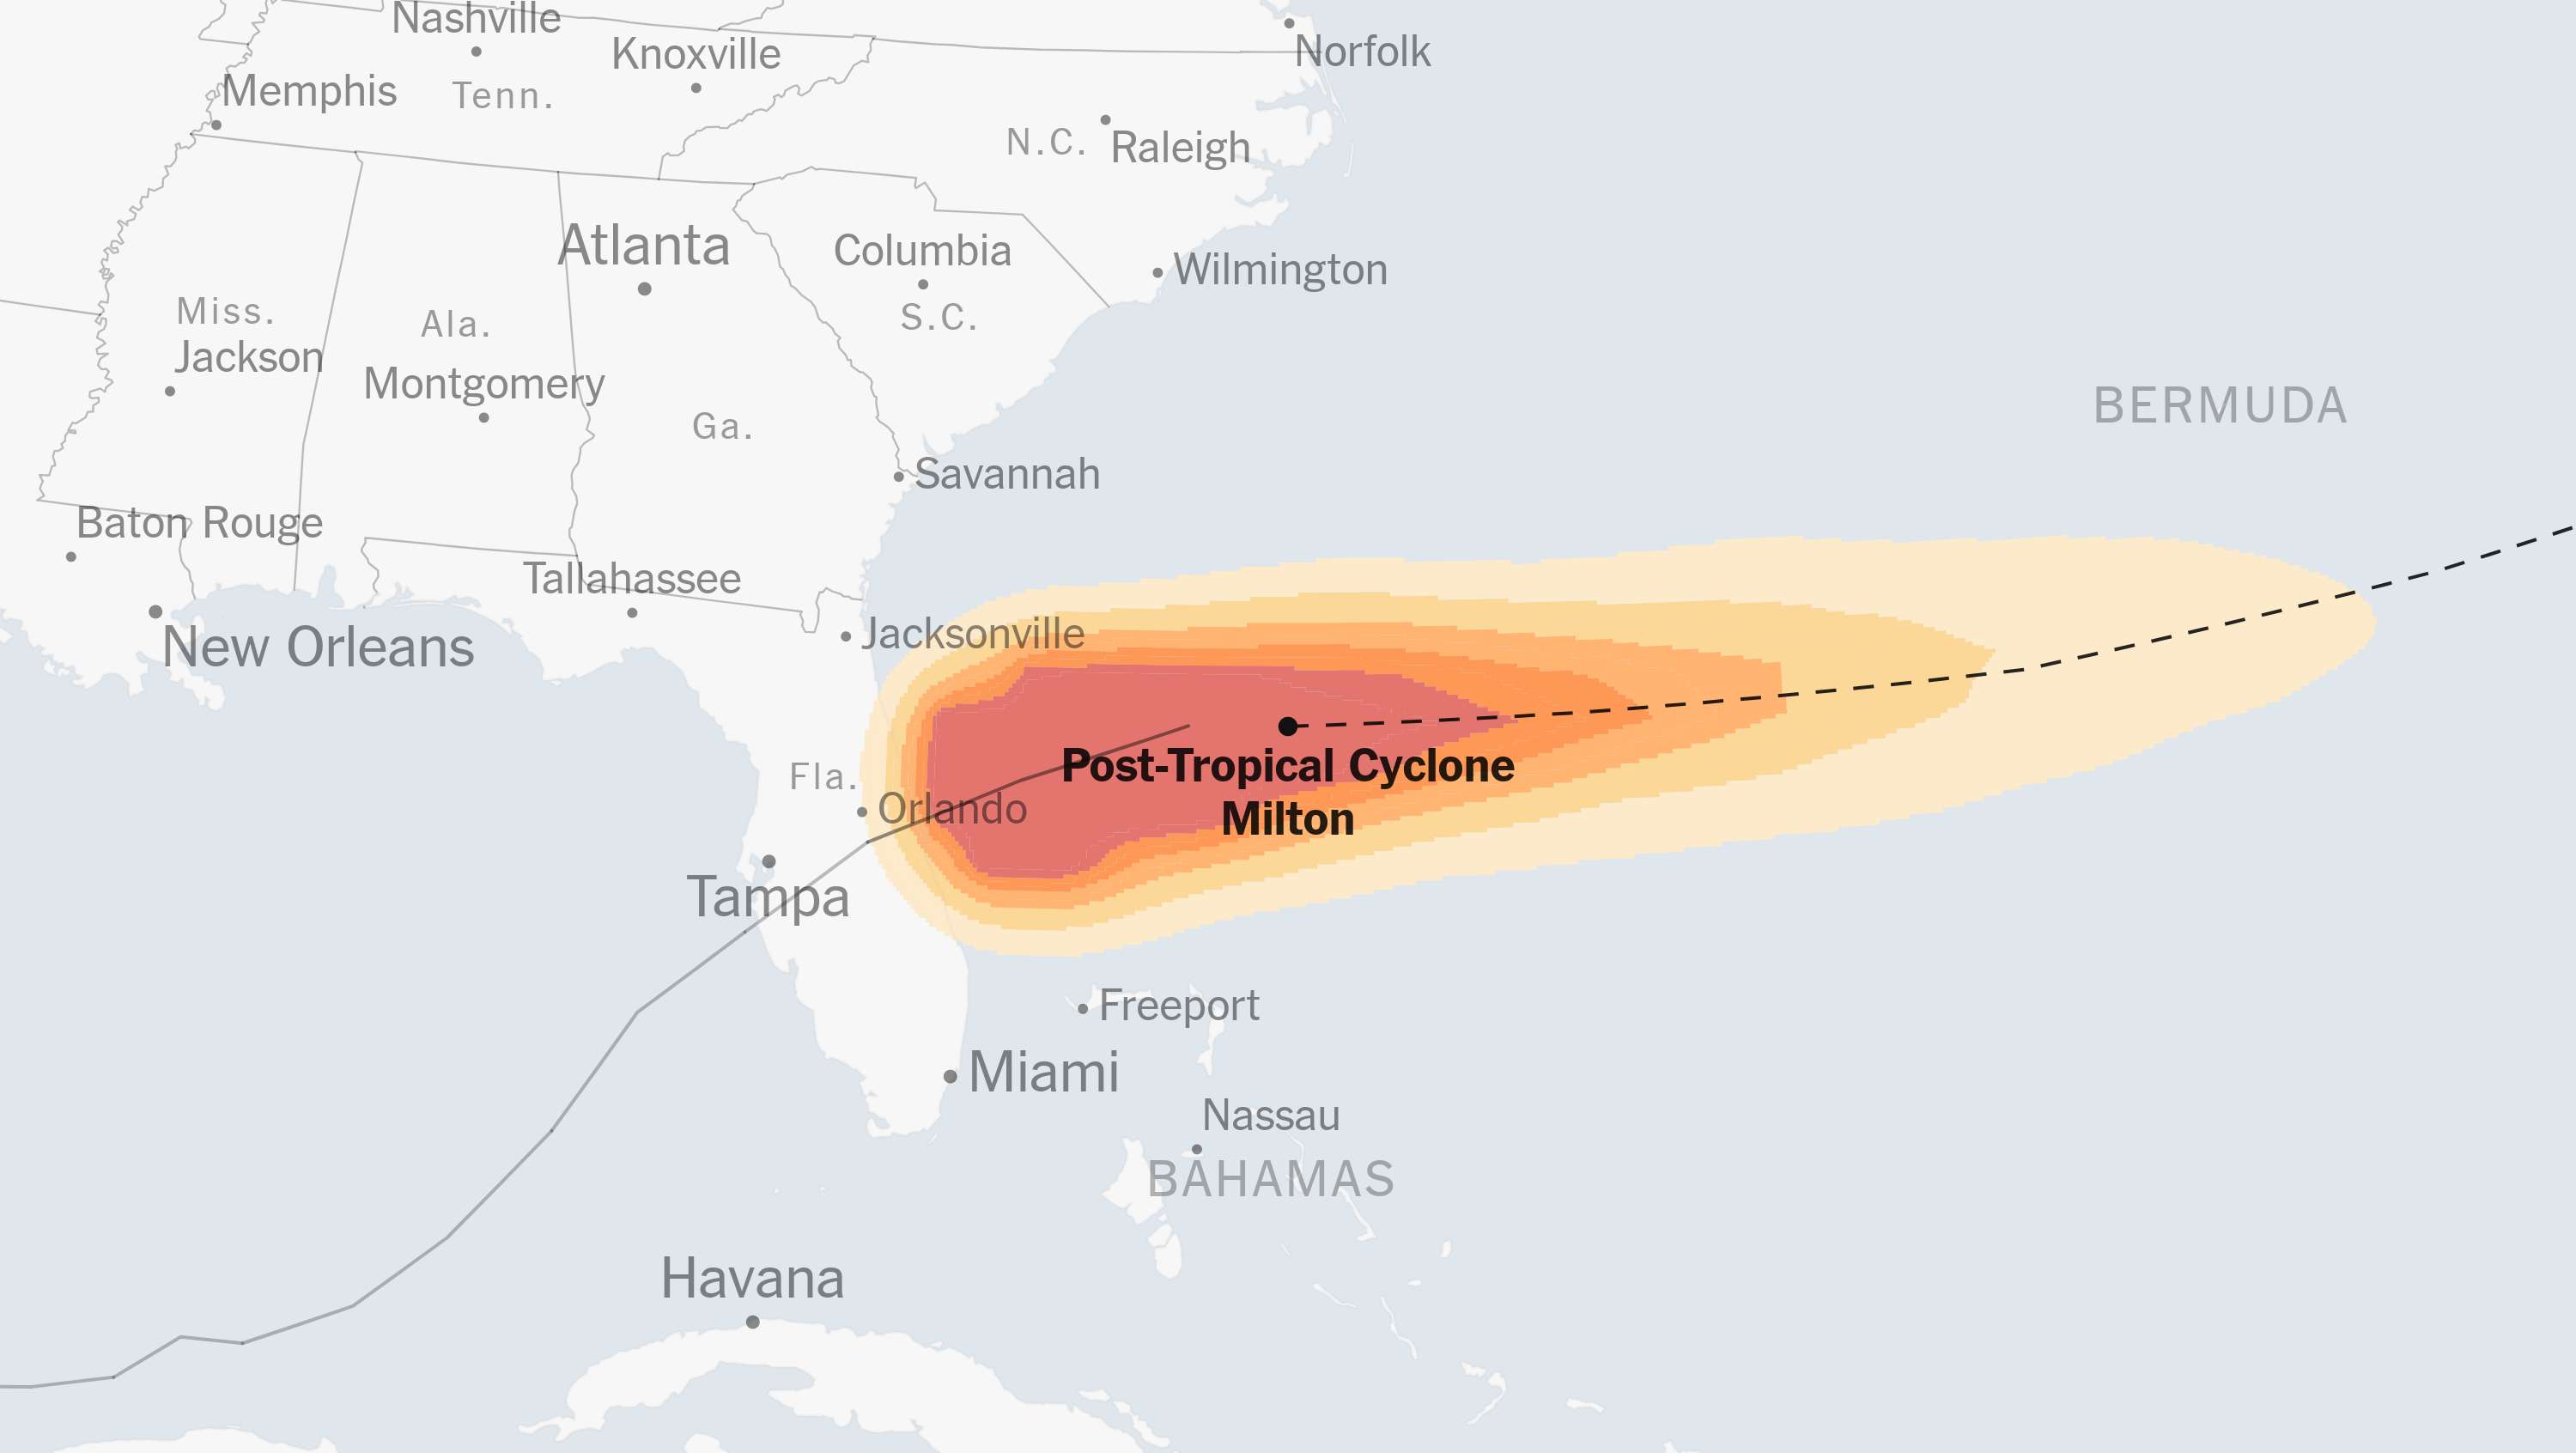 Nashville
Norfolk
Knoxville
Memphis
Tenn.
N.C.
Raleigh
Atlanta
Columbia
Wilmington
Miss.
S.C.
Ala.
Jackson
Montgomery
BERMUDA
Ga.
Savannah
Baton Rouge
Tallahassee
Jacksonville
New Orleans
Post-Tropical Cyclone
Milton
Fla.
Orlando
Tampa
Freeport
Miami
Nassau
BAHAMAS
Havana